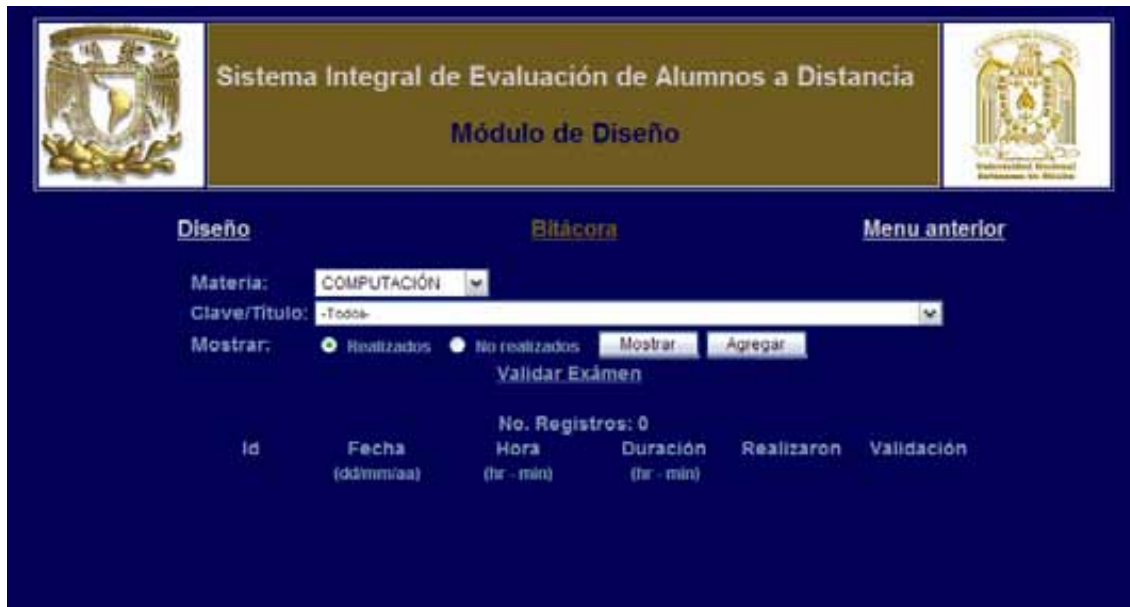 Sistema Integral de Evaluación de Alumnos a Distancia
Módulo de Diseño
Diseño Bitácora Menu anterior
Materia: COMPUTACIÓN
Clave/Título: -Todos-
Mostrar: Realizados No realizados Mostrar Agregar
Validar Exámen
No. Registros: 0
Id Fecha Hora Duración Realizaron Validación
(dd/mm/aa) (hr - min) (hr - min)